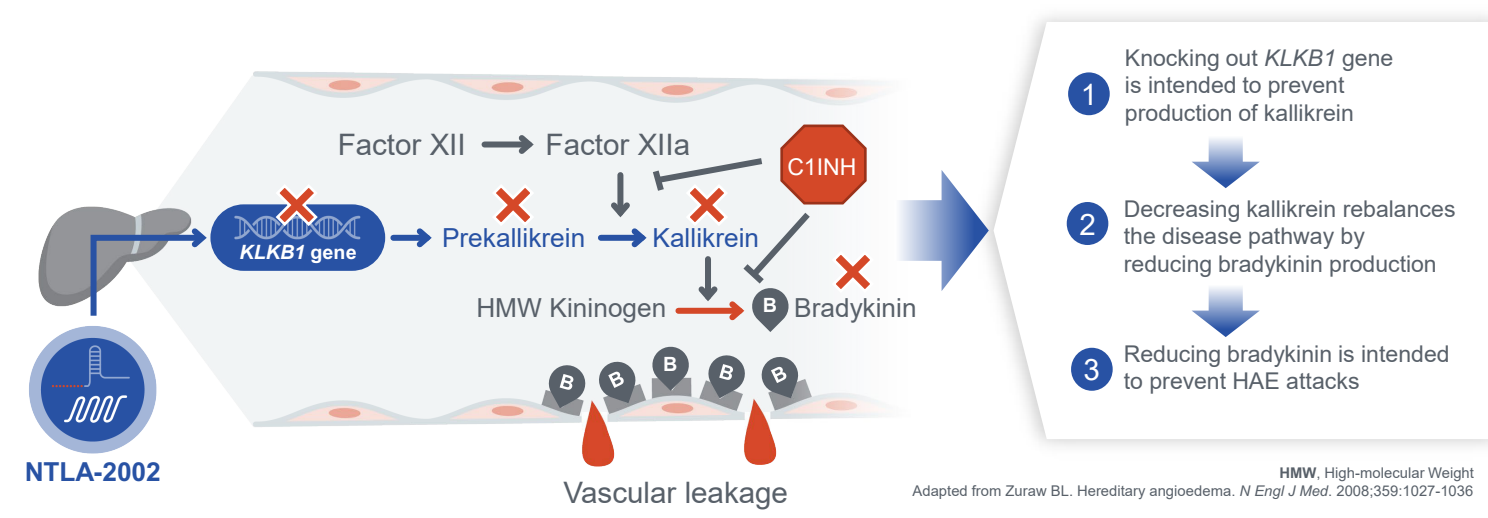 Factor XII
Factor XIIa
C1INH
KLKB1 gene
Prekallikrein
Kallikrein
HMW Kininogen
B
Bradykinin
B
B
B
B
B
NTLA-2002
Vascular leakage
1
Knocking out KLKB1 gene
is intended to prevent
production of kallikrein
2
Decreasing kallikrein rebalances
the disease pathway by
reducing bradykinin production
3
Reducing bradykinin is intended
to prevent HAE attacks
HMW, High-molecular Weight
Adapted from Zuraw BL. Hereditary angioedema. N Engl J Med. 2008;359:1027-1036